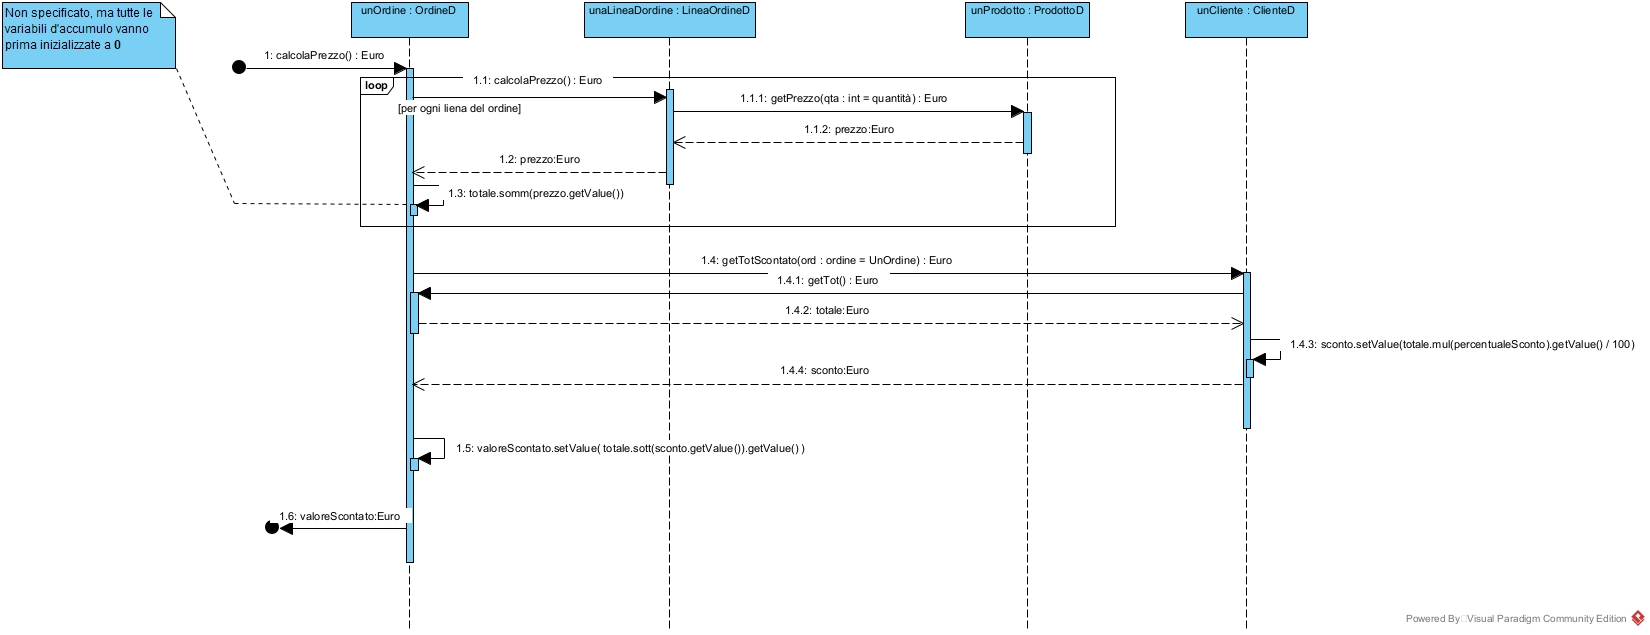 Non specificato, ma tutte le
variabili d'accumulo vanno
prima inizializzate a 0
unOrdine : OrdineD
unaLineaDordine : LineaOrdineD
unProdotto : ProdottoD
unCliente : ClienteD
1: calcolaPrezzo() : Euro
loop
1.1: calcolaPrezzo() : Euro
[per ogni liena del ordine]
1.1.1: getPrezzo(qta : int = quantità) : Euro
1.1.2: prezzo:Euro
1.2: prezzo:Euro
1.3: totale.somm(prezzo.getValue())
1.4: getTotScontato(ord : ordine = UnOrdine) : Euro
1.4.1: getTot() : Euro
1.4.2: totale:Euro
1.4.3: sconto.setValue(totale.mul(percentualeSconto).getValue() / 100)
1.4.4: sconto:Euro
1.5: valoreScontato.setValue( totale.sott(sconto.getValue()).getValue() )
1.6: valoreScontato:Euro
Powered By Visual Paradigm Community Edition